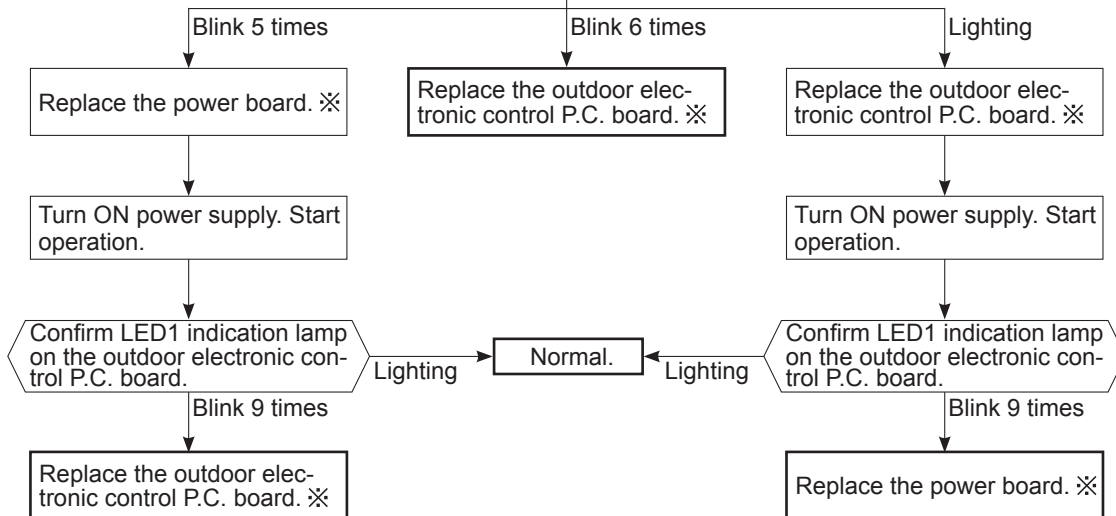 Blink 5 times
Blink 6 times
Lighting
Replace the power board. ※
Replace the outdoor elec-
tronic control P.C. board. ※
Replace the outdoor elec-
tronic control P.C. board. ※
Turn ON power supply. Start
operation.
Turn ON power supply. Start
operation.
Confirm LED1 indication lamp
on the outdoor electronic con-
trol P.C. board.
Lighting
Normal.
Lighting
Confirm LED1 indication lamp
on the outdoor electronic con-
trol P.C. board.
Blink 9 times
Blink 9 times
Replace the outdoor elec-
tronic control P.C. board. ※
Replace the power board. ※